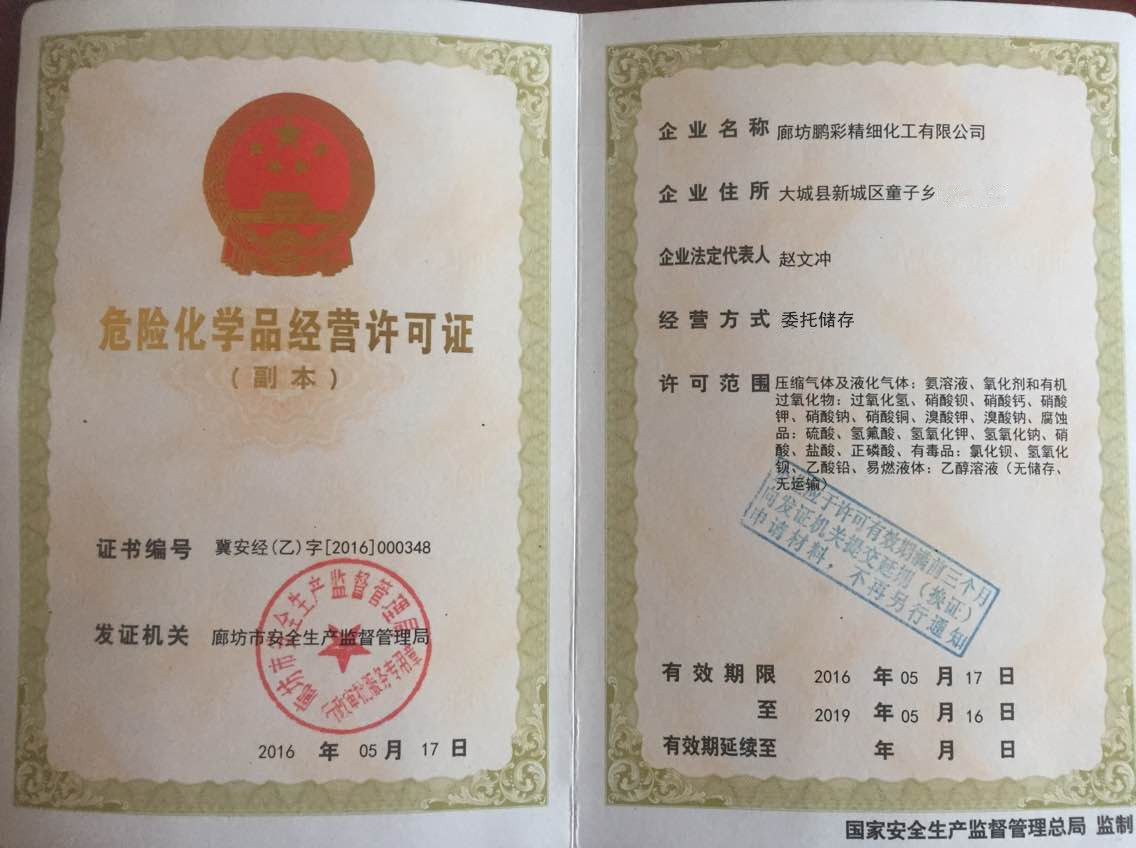 危险化学品经营许可证
(副本)
证书编号 冀安经(乙)字[2016]000348
发证机关 廊坊市安全生产监督管理局
廊坊市安全生产监督管理局
2016 年 05 月 17 日
企业名称 廊坊鹏彩精细化工有限公司
企业住所 大城县新城区童子乡
企业法定代表人 赵文冲
经营方式 委托储存
许可范围 压缩气体及液化气体：氨溶液、氧化剂和有机
过氧化物：过氧化氢、硝酸钡、硝酸钙、硝酸
钾、硝酸钠、硝酸铜、溴酸钾、溴酸钠、腐蚀
品：硫酸、氢氟酸、氢氧化钾、氢氧化钠、硝
酸、盐酸、正磷酸、有毒品：氯化钡、氢氧化
钡、乙酸铅、易燃液体：乙醇溶液（无储存、
无运输）
应于许可有效期满前三个月
向发证机关提交延期（换证）
申请材料，不再另行通知
有效期限 2016 年 05 月 17 日
至 2019 年 05 月 16 日
有效期延续至 年 月 日
国家安全生产监督管理总局 监制